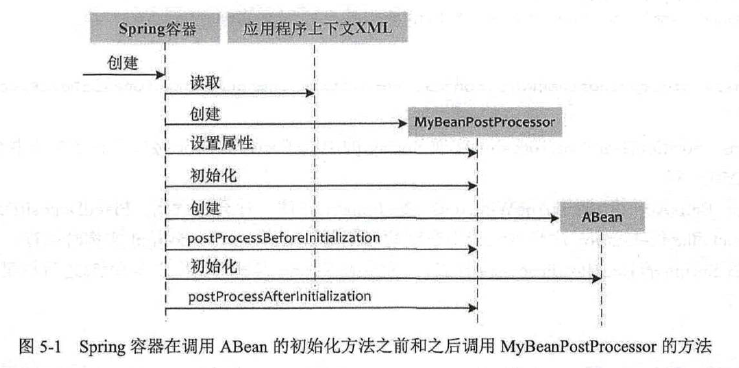 Spring容器 应用程序上下文XML
创建
读取
创建
MyBeanPostProcessor
设置属性
初始化
创建
ABean
postProcessBeforeInitialization
初始化
postProcessAfterInitialization
图 5-1 Spring 容器在调用 ABean 的初始化方法之前和之后调用 MyBeanPostProcessor 的方法